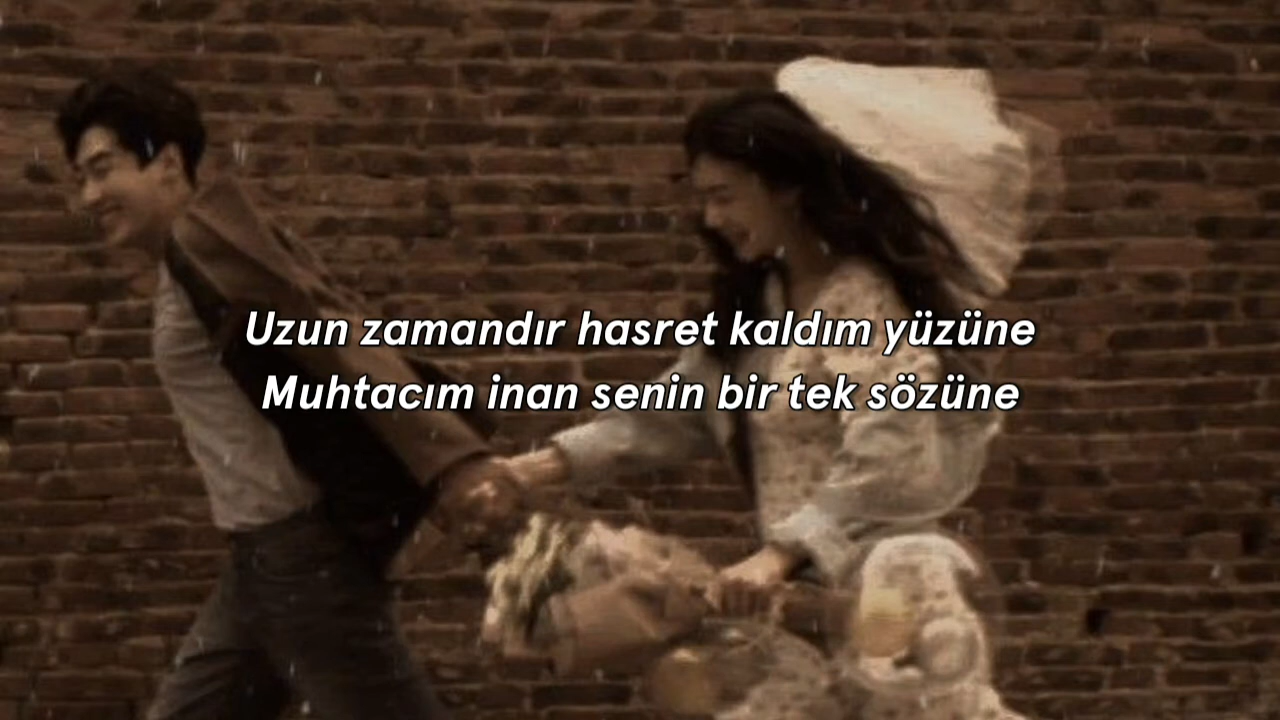 Uzun zamandır hasret kaldım yüzüne
Muhtacım inan senin bir tek sözüne